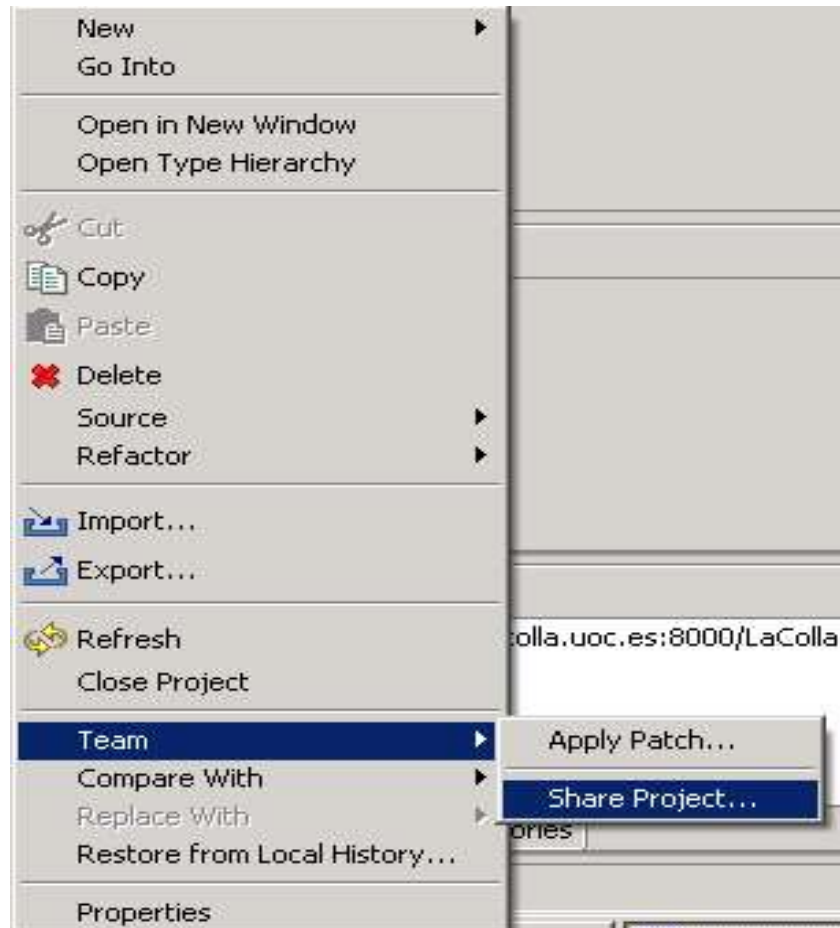 New
Go Into
Open in New Window
Open Type Hierarchy
Cut
Copy
Paste
Delete
Source
Refactor
Import...
Export...
Refresh
olla.uoc.es:8000/LaColla
Close Project
Team
Apply Patch...
Compare With
Share Project...
Replace With
ories
Restore from Local History...
Properties